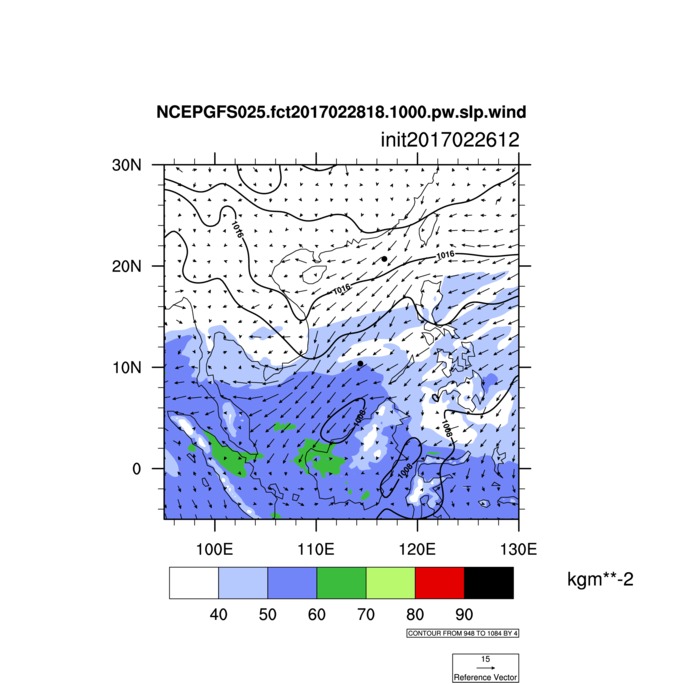 NCEPGFS025.fct2017022818.1000.pw.slp.wind
init2017022612
30N
1016
1016
20N
1016
10N
1008
1008
1008
0
100E 110E 120E 130E
kgm**-2
40 50 60 70 80 90
CONTOUR FROM 948 TO 1084 BY 4
15
Reference Vector